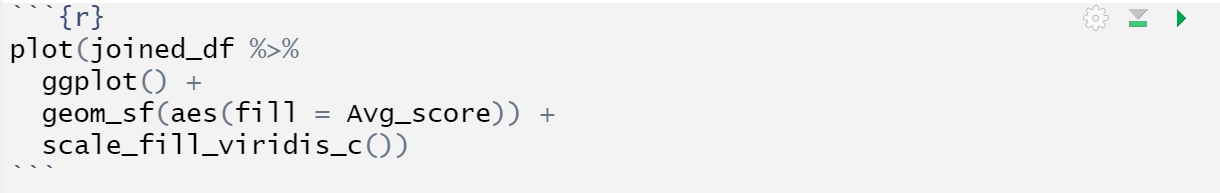 ```{r}
plot(joined_df %>%
  ggplot() +
  geom_sf(aes(fill = Avg_score)) +
  scale_fill_viridis_c())
```